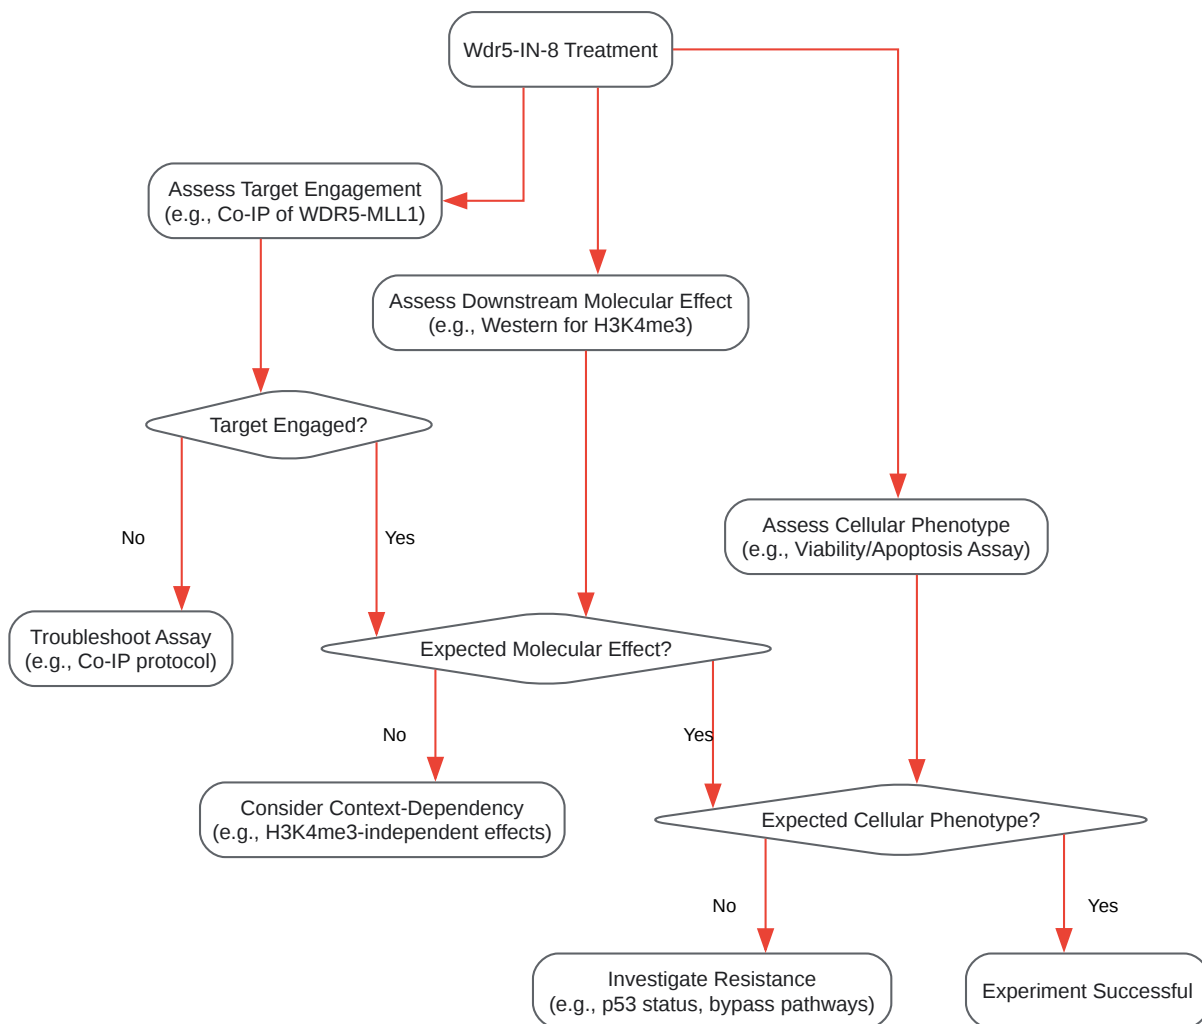 Wdr5-IN-8 Treatment
Assess Target Engagement
(e.g., Co-IP of WDR5-MLL1)
Assess Downstream Molecular Effect
(e.g., Western for H3K4me3)
Target Engaged?
No
Yes
Assess Cellular Phenotype
(e.g., Viability/Apoptosis Assay)
Troubleshoot Assay
(e.g., Co-IP protocol)
Expected Molecular Effect?
No
Yes
Consider Context-Dependency
(e.g., H3K4me3-independent effects)
Expected Cellular Phenotype?
No
Yes
Investigate Resistance
(e.g., p53 status, bypass pathways)
Experiment Successful